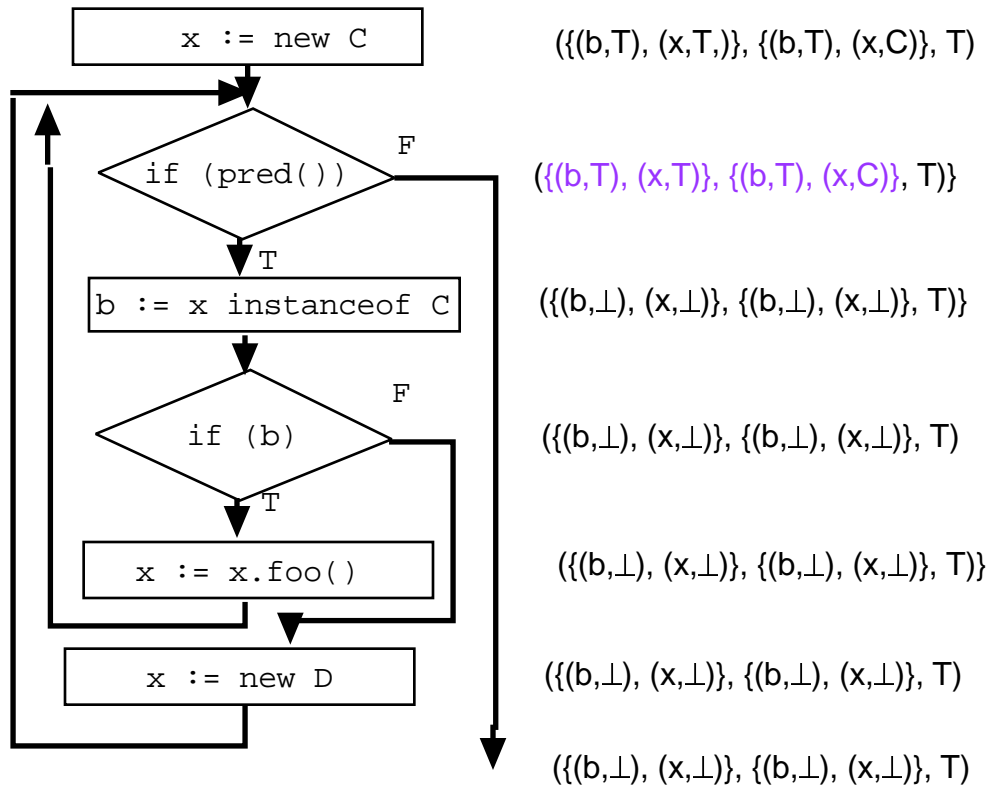 x := new C
({(b,T), (x,T,)}, {(b,T), (x,C)}, T)
F
if (pred())
({(b,T), (x,T)}, {(b,T), (x,C)}, T)}
T
b := x instanceof C
({(b,⊥), (x,⊥)}, {(b,⊥), (x,⊥)}, T)}
F
if (b)
({(b,⊥), (x,⊥)}, {(b,⊥), (x,⊥)}, T)
T
x := x.foo()
({(b,⊥), (x,⊥)}, {(b,⊥), (x,⊥)}, T)}
x := new D
({(b,⊥), (x,⊥)}, {(b,⊥), (x,⊥)}, T)
({(b,⊥), (x,⊥)}, {(b,⊥), (x,⊥)}, T)